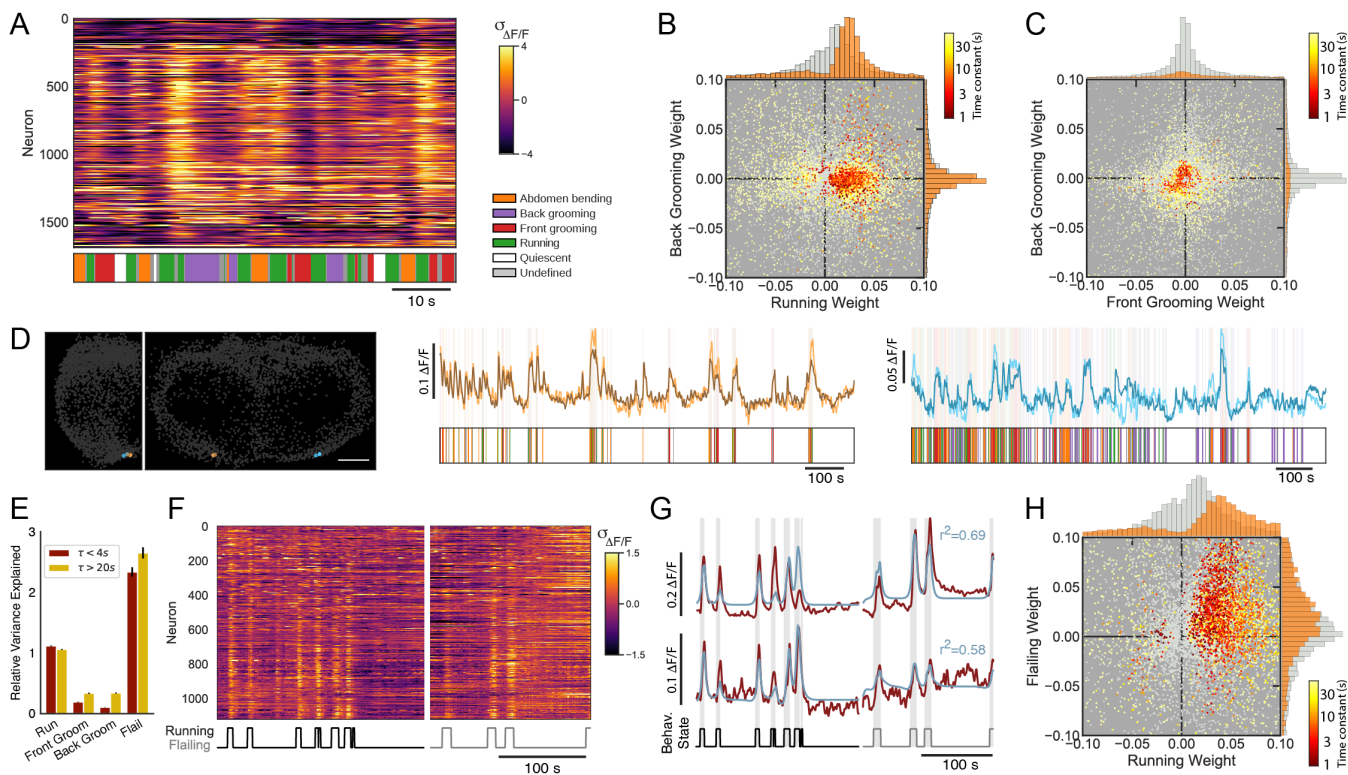 A
σΔF/F
4
−4
Neuron
0
500
1000
1500
Abdomen bending
Back grooming
Front grooming
Running
Quiescent
Undefined
10 s
B
Back Grooming Weight
0.10
0.05
0.00
−0.05
−0.10
−0.10
−0.05
0.00
0.05
0.10
Running Weight
30
10
3
1
Time constant (s)
C
Back Grooming Weight
0.10
0.05
0.00
−0.05
−0.10
−0.10
−0.05
0.00
0.05
0.10
Front Grooming Weight
30
10
3
1
Time constant (s)
D
0.1 ΔF/F
100 s
0.05 ΔF/F
100 s
E
Relative Variance Explained
3
2
1
0
τ < 4s
τ > 20s
Run
Front Groom
Back Groom
Flail
F
Neuron
0
200
400
600
800
1000
σΔF/F
1.5
0.0
−1.5
Running
Flailing
100 s
G
0.2 ΔF/F
r²=0.69
0.1 ΔF/F
r²=0.58
Behav.
State
100 s
H
Flailing Weight
0.10
0.05
0.00
−0.05
−0.10
−0.10
−0.05
0.00
0.05
0.10
Running Weight
30
10
3
1
Time constant (s)